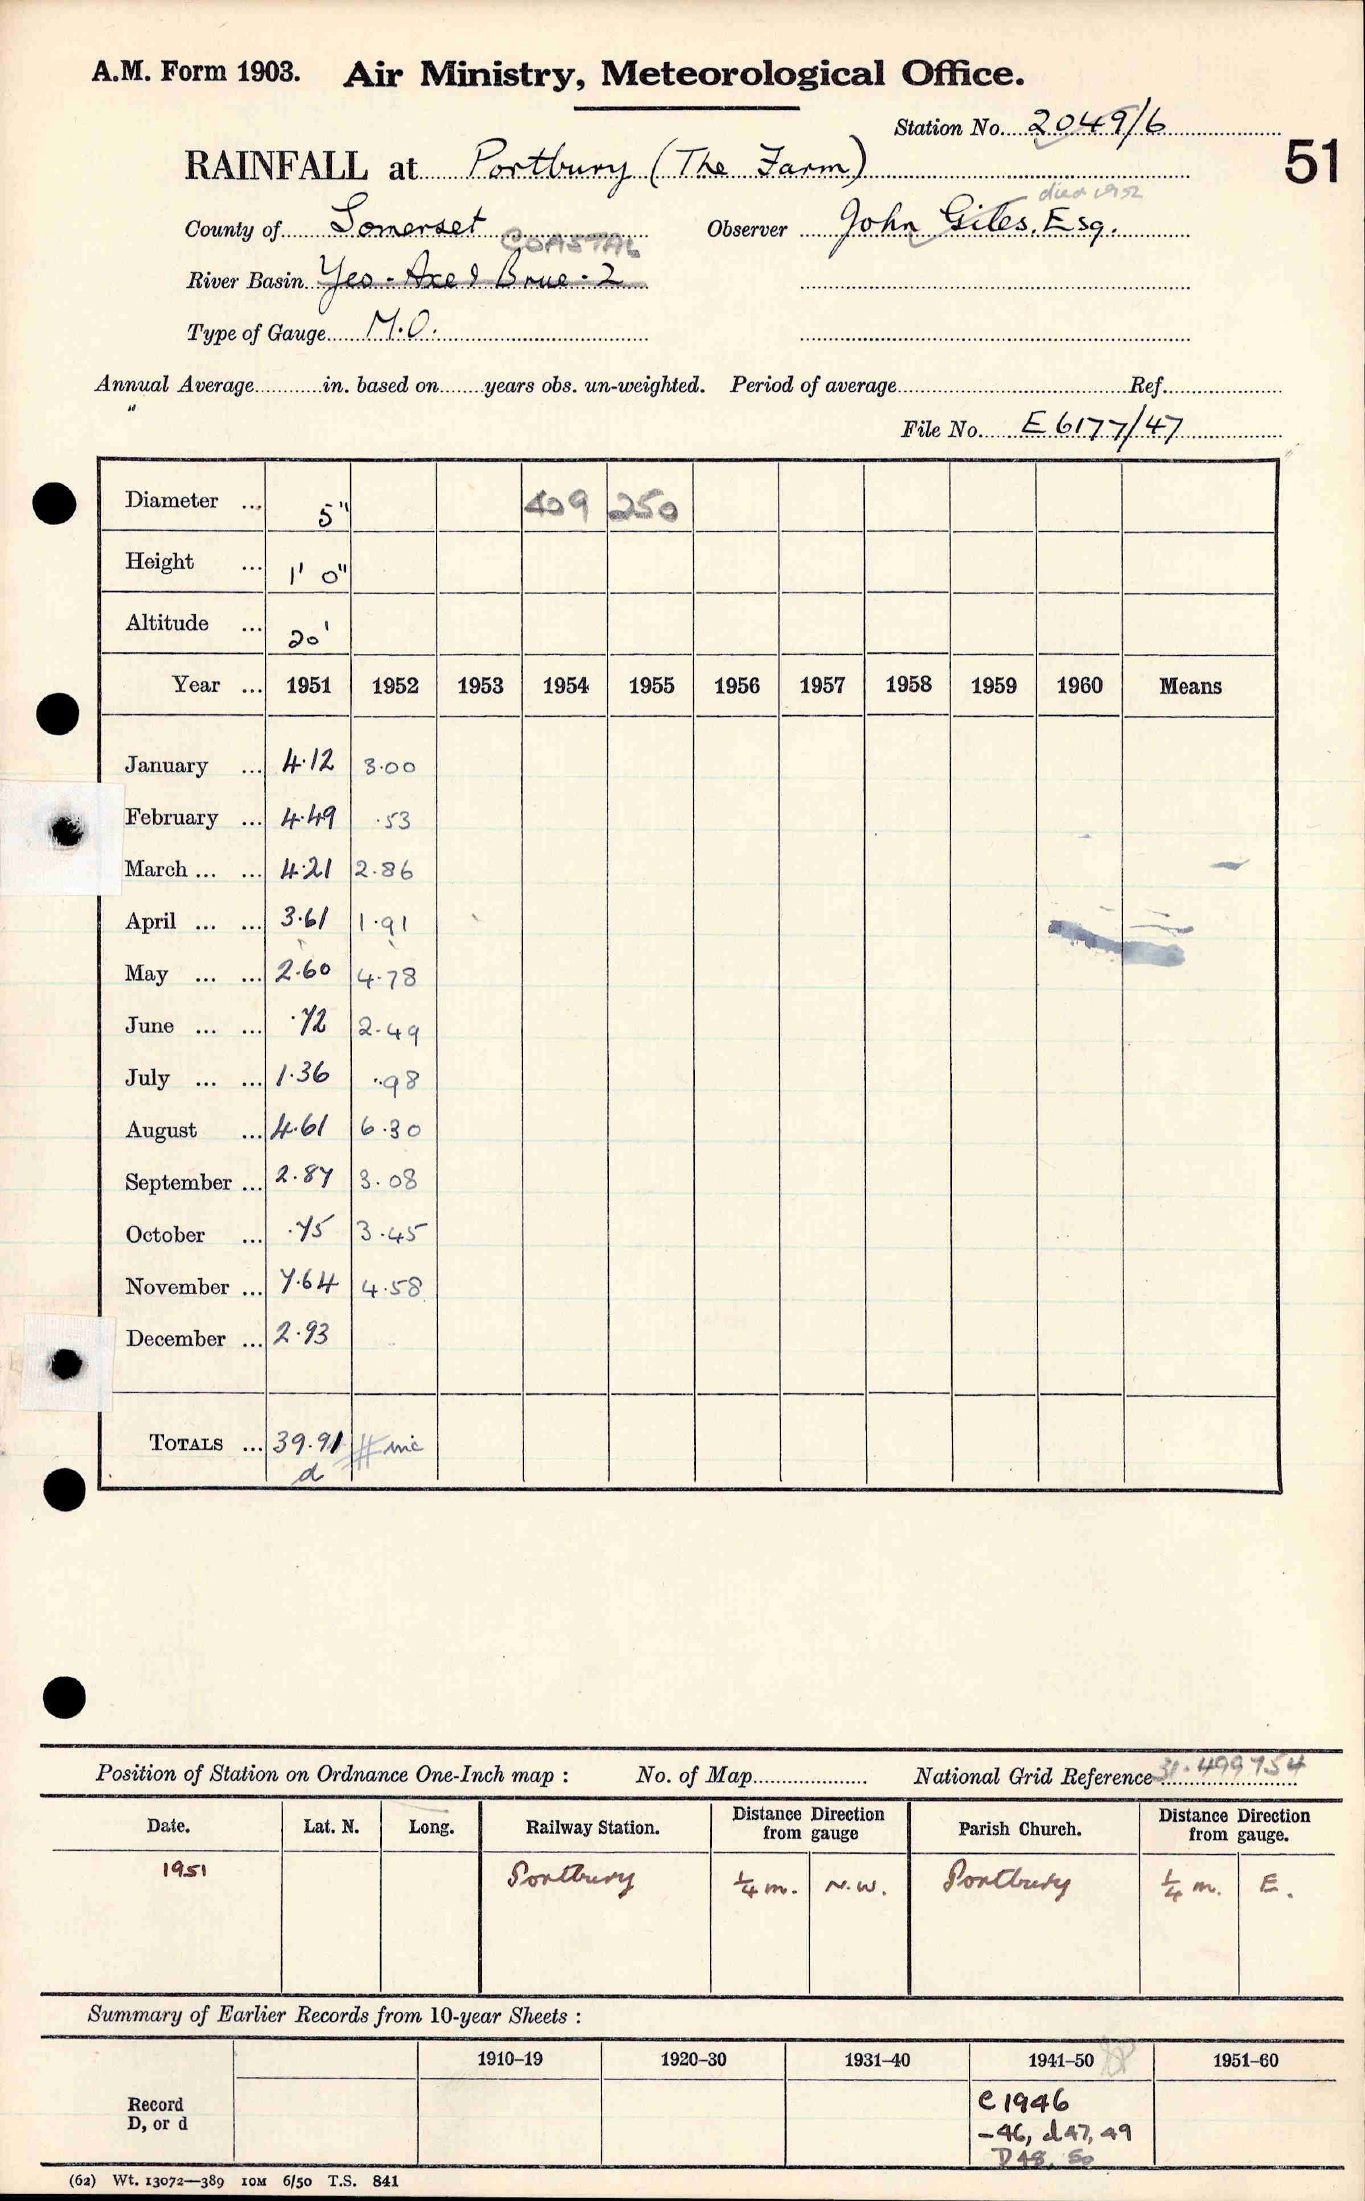 A.M. Form 1903. Air Ministry, Meteorological Office.
Station No. 2049/6
51
RAINFALL at Portbury (The Farm)
died 1952
County of Somerset Observer John Giles, Esq.
COASTAL
River Basin Yeo - Axe & Brue - 2
Type of Gauge M.O.
Annual Average in. based on years obs. un-weighted. Period of average Ref.
"
File No. E6177/47
Diameter ... 5" 409 250
Height ... 1' 0"
Altitude ... 20'
Year ... 1951 1952 1953 1954 1955 1956 1957 1958 1959 1960 Means
January ... 4.12 3.00
February ... 4.49 .53
March ... ... 4.21 2.86
April ... ... 3.61 1.91
May ... ... 2.60 4.78
June ... ... .72 2.49
July ... ... 1.36 .98
August ... 4.61 6.30
September ... 2.87 3.08
October ... .75 3.45
November ... 7.64 4.58
December ... 2.93
TOTALS ... 39.91 # inc
d
Position of Station on Ordnance One-Inch map : No. of Map National Grid Reference 31.499754
Date. Lat. N. Long. Railway Station. Distance Direction from gauge Parish Church. Distance Direction from gauge.
1951 Portbury ¼ m. N.W. Portbury ¼ m. E.
Summary of Earlier Records from 10-year Sheets :
1910–19 1920–30 1931–40 1941–50 1951–60
Record D, or d
c 1946
–46, d47, 49
D48, 50
(62) Wt. 13072—389 10M 6/50 T.S. 841